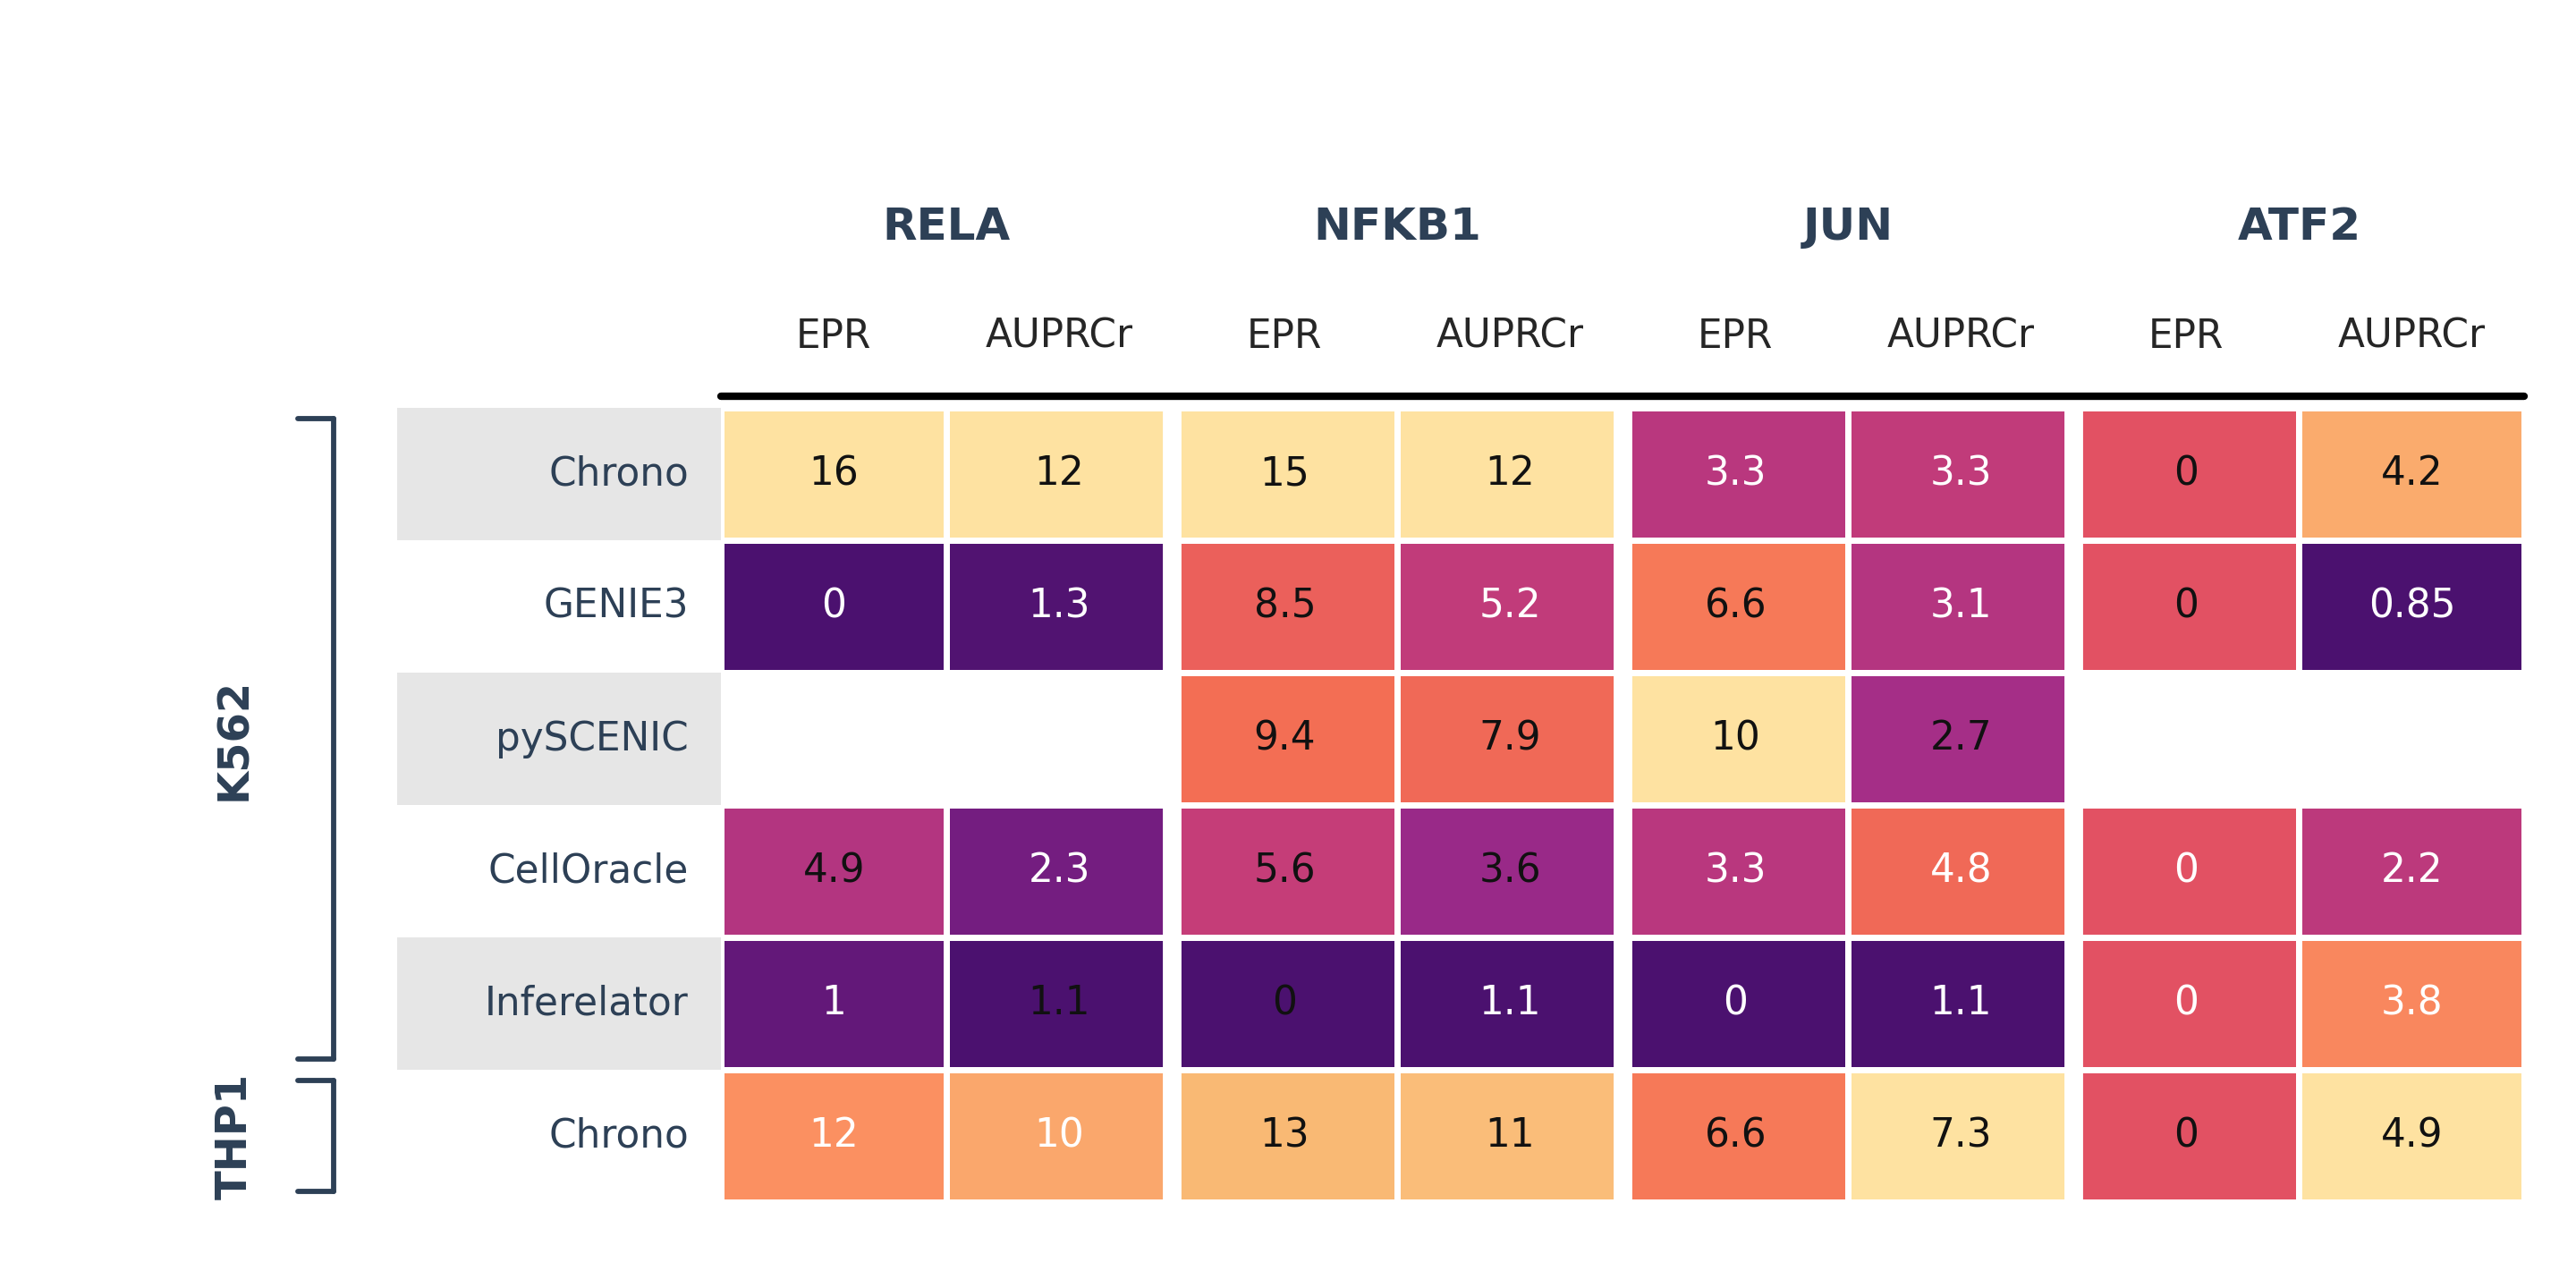 RELA NFKB1 JUN ATF2
EPR AUPRCr EPR AUPRCr EPR AUPRCr EPR AUPRCr
K562
Chrono 16 12 15 12 3.3 3.3 0 4.2
GENIE3 0 1.3 8.5 5.2 6.6 3.1 0 0.85
pySCENIC 9.4 7.9 10 2.7
CellOracle 4.9 2.3 5.6 3.6 3.3 4.8 0 2.2
Inferelator 1 1.1 0 1.1 0 1.1 0 3.8
THP1
Chrono 12 10 13 11 6.6 7.3 0 4.9